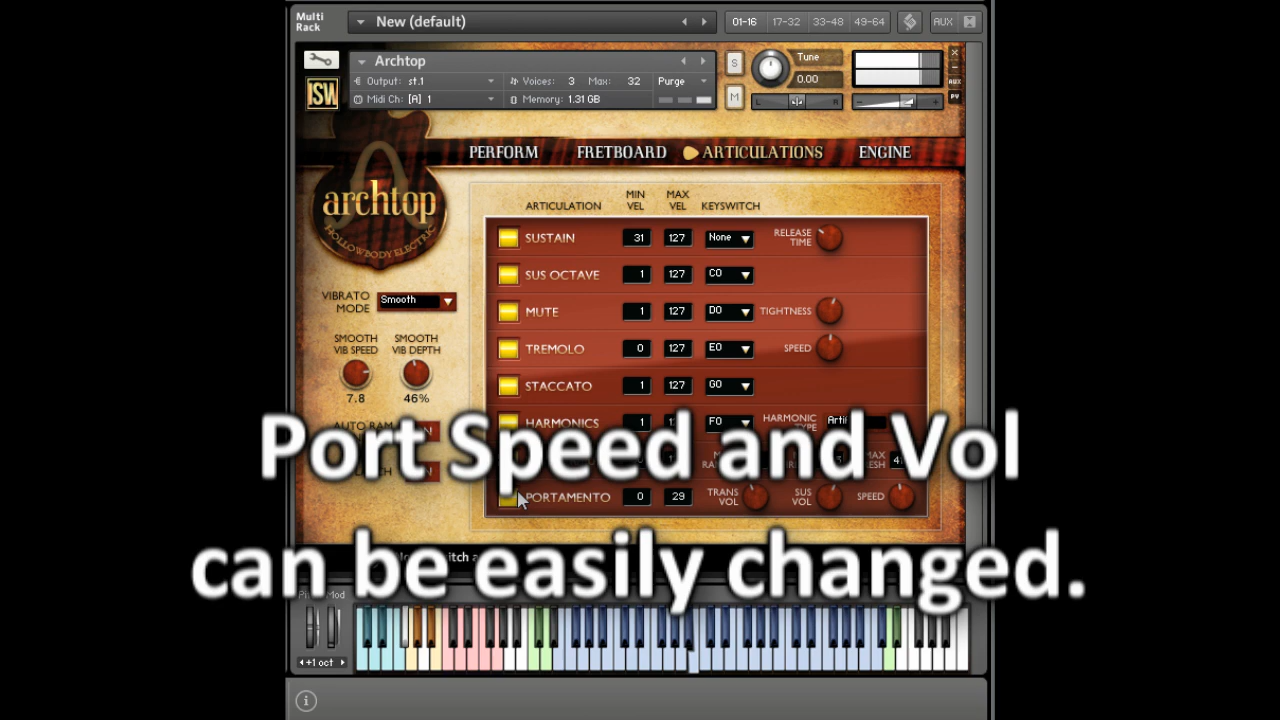 Multi
Rack
New (default)
01-16 17-32 33-48 49-64 AUX
Archtop
S
Tune
0.00
Output: st.1
Voices: 3 Max: 32 Purge
Midi Ch: [A] 1
Memory: 1.31 GB
M
L R
AUX
PV
ISW
PERFORM FRETBOARD ARTICULATIONS ENGINE
archtop
HOLLOWBODY ELECTRIC
ARTICULATION MIN VEL MAX VEL KEYSWITCH
SUSTAIN 31 127 None RELEASE TIME
SUS OCTAVE 1 127 C0
MUTE 1 127 D0 TIGHTNESS
TREMOLO 0 127 E0 SPEED
STACCATO 1 127 G0
HARMONICS 1 F0 HARMONIC TYPE
PORTAMENTO 0 29 TRANS VOL SUS VOL SPEED
VIBRATO MODE Smooth
SMOOTH VIB SPEED SMOOTH VIB DEPTH
7.8 46%
Port Speed and Vol
can be easily changed.
Mod
+1 oct